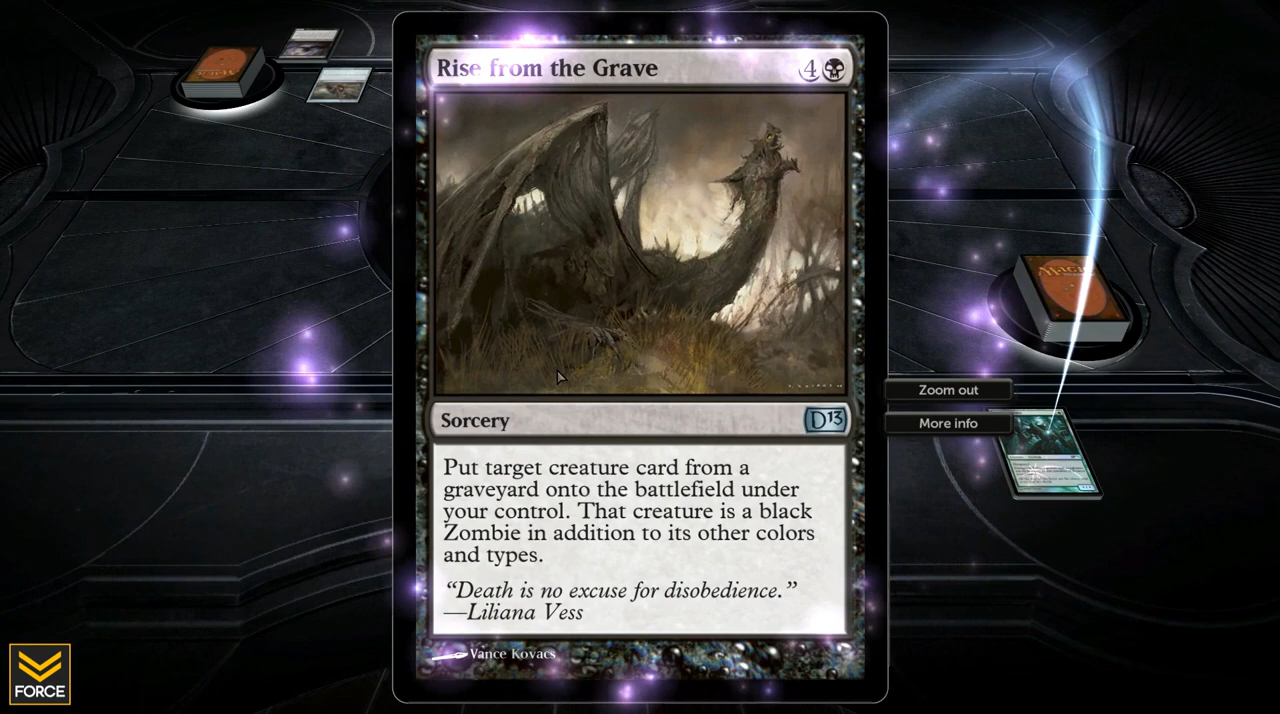 Rise from the Grave
4
Zoom out
More info
Sorcery
D13
Put target creature card from a
graveyard onto the battlefield under
your control. That creature is a black
Zombie in addition to its other colors
and types.
“Death is no excuse for disobedience.”
—Liliana Vess
Vance Kovacs
FORCE
MAGIC